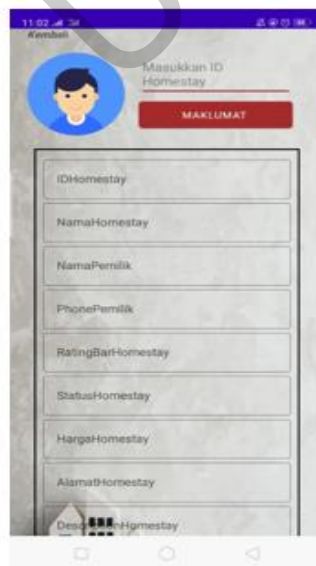 11:02
Kembali
Masukkan ID
Homestay
MAKLUMAT
IDHomestay
NamaHomestay
NamaPemilik
PhonePemilik
RatingBarHomestay
StatusHomestay
HargaHomestay
AlamatHomestay